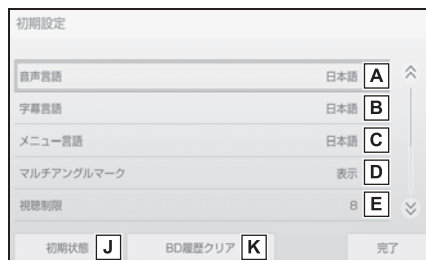 初期設定
音声言語 日本語 A
字幕言語 日本語 B
メニュー言語 日本語 C
マルチアングルマーク 表示 D
視聴制限 8 E
初期状態 J BD履歴クリア K 完了